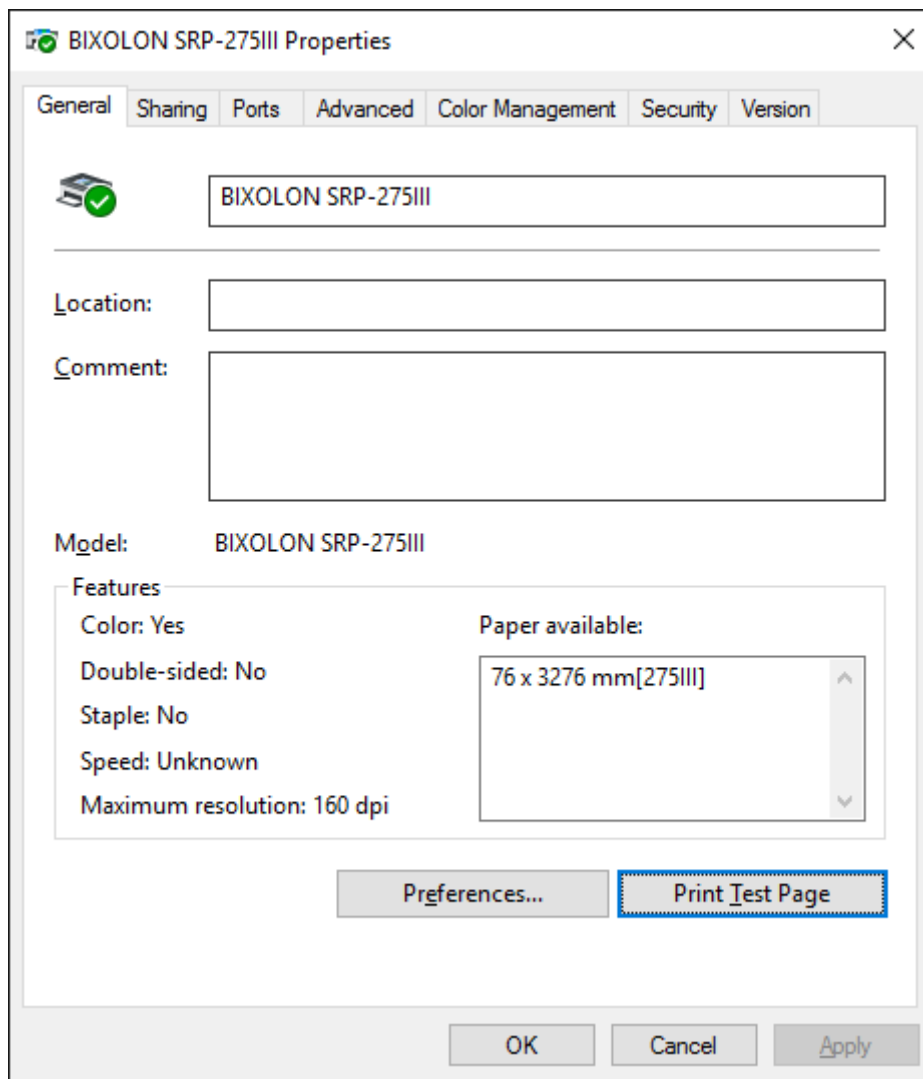 BIXOLON SRP-275III Properties
General Sharing Ports Advanced Color Management Security Version
BIXOLON SRP-275III
Location:
Comment:
Model: BIXOLON SRP-275III
Features
Color: Yes
Paper available:
Double-sided: No
76 x 3276 mm[275III]
Staple: No
Speed: Unknown
Maximum resolution: 160 dpi
Preferences... Print Test Page
OK Cancel Apply